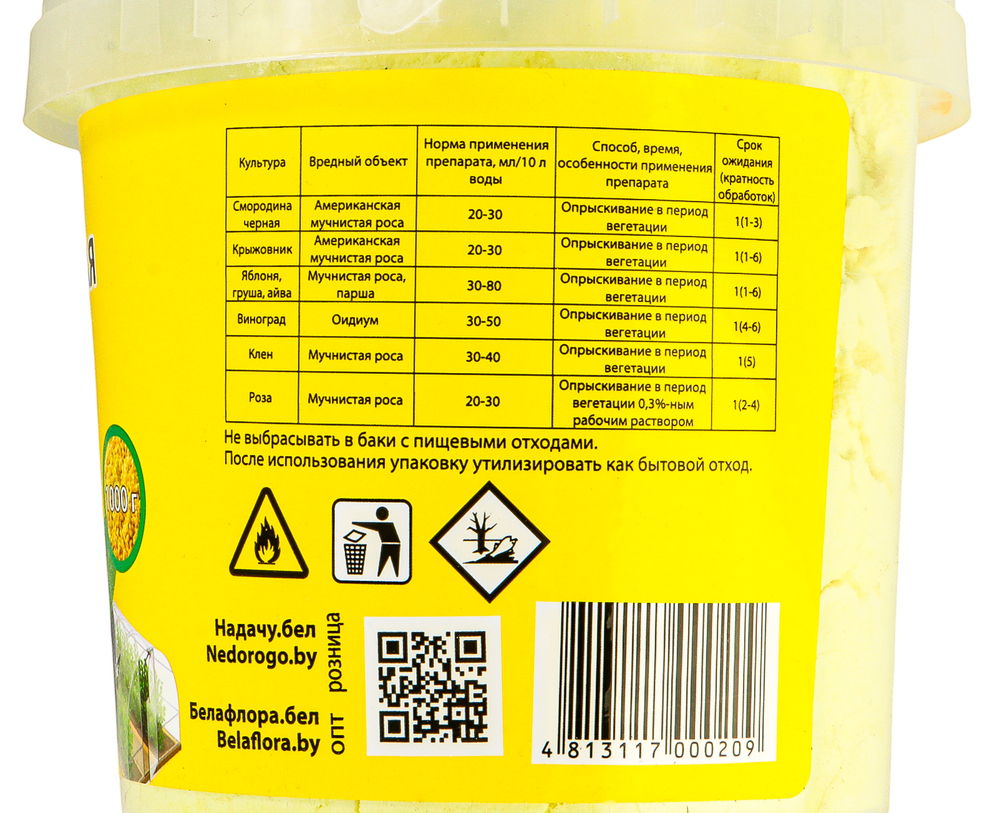 Культура
Вредный объект
Норма применения
препарата, мл/10 л
воды
Способ, время,
особенности применения
препарата
Срок
ожидания
(кратность
обработок)
Смородина
черная
Американская
мучнистая роса
20-30
Опрыскивание в период
вегетации
1(1-3)
Крыжовник
Американская
мучнистая роса
20-30
Опрыскивание в период
вегетации
1(1-6)
Яблоня,
груша, айва
Мучнистая роса,
парша
30-80
Опрыскивание в период
вегетации
1(1-6)
Виноград
Оидиум
30-50
Опрыскивание в период
вегетации
1(4-6)
Клен
Мучнистая роса
30-40
Опрыскивание в период
вегетации
1(5)
Роза
Мучнистая роса
20-30
Опрыскивание в период
вегетации 0,3%-ным
рабочим раствором
1(2-4)
Не выбрасывать в баки с пищевыми отходами.
После использования упаковку утилизировать как бытовой отход.
Я
1000 г
Надачу.бел
Nedorogo.by
розница
Белафлора.бел
Belaflora.by
опт
4 813117 000209